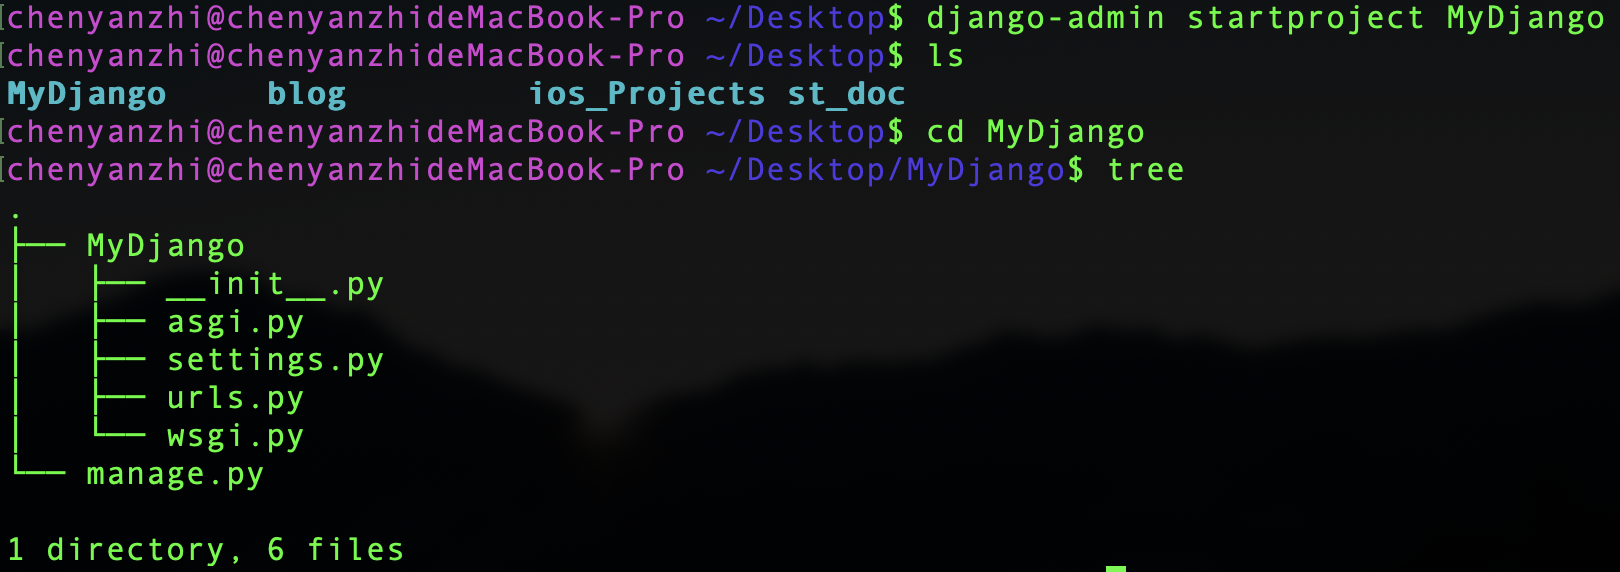 chenyanzhi@chenyanzhideMacBook-Pro ~/Desktop$ django-admin startproject MyDjango
chenyanzhi@chenyanzhideMacBook-Pro ~/Desktop$ ls
MyDjango     blog         ios_Projects st_doc
chenyanzhi@chenyanzhideMacBook-Pro ~/Desktop$ cd MyDjango
chenyanzhi@chenyanzhideMacBook-Pro ~/Desktop/MyDjango$ tree
.
├── MyDjango
│   ├── __init__.py
│   ├── asgi.py
│   ├── settings.py
│   ├── urls.py
│   └── wsgi.py
└── manage.py

1 directory, 6 files